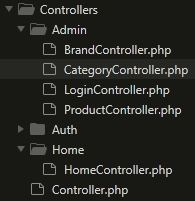 Controllers
Admin
BrandController.php
CategoryController.php
LoginController.php
ProductController.php
Auth
Home
HomeController.php
Controller.php